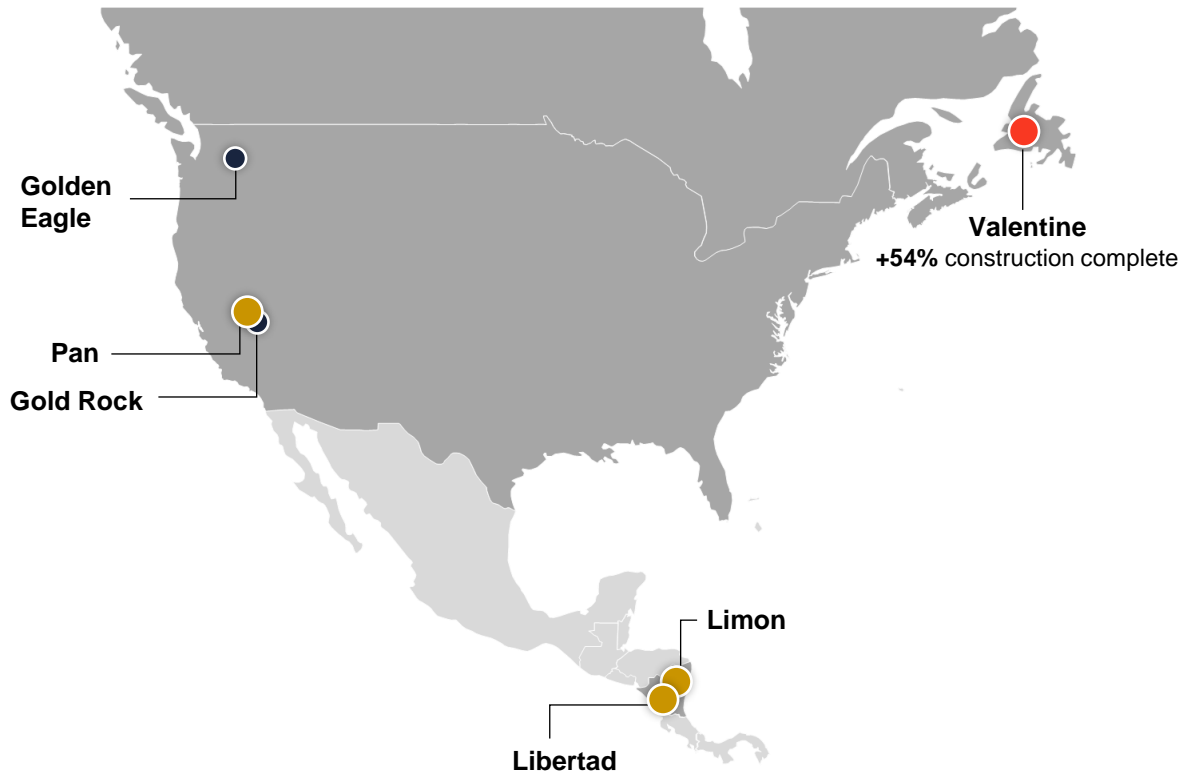 Golden
Eagle
Valentine
+54% construction complete
Pan
Gold Rock
Limon
Libertad